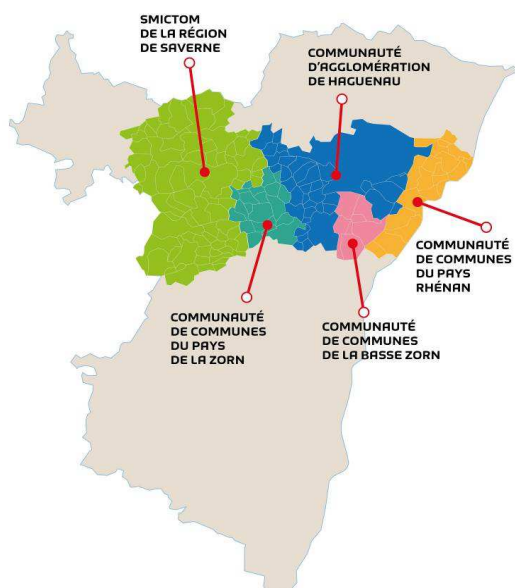 SMICTOM
DE LA RÉGION
DE SAVERNE
COMMUNAUTÉ
D'AGGLOMÉRATION
DE HAGUENAU
COMMUNAUTÉ
DE COMMUNES
DU PAYS
RHÉNAN
COMMUNAUTÉ
DE COMMUNES
DU PAYS
DE LA ZORN
COMMUNAUTÉ
DE COMMUNES
DE LA BASSE ZORN